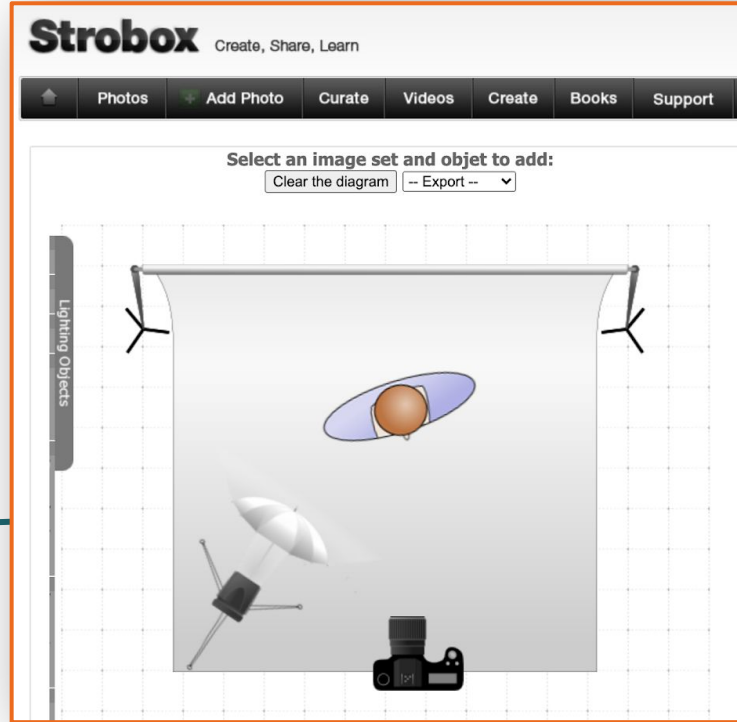 Strobox Create, Share, Learn
Photos Add Photo Curate Videos Create Books Support
Select an image set and objet to add:
Clear the diagram -- Export --
Lighting Objects